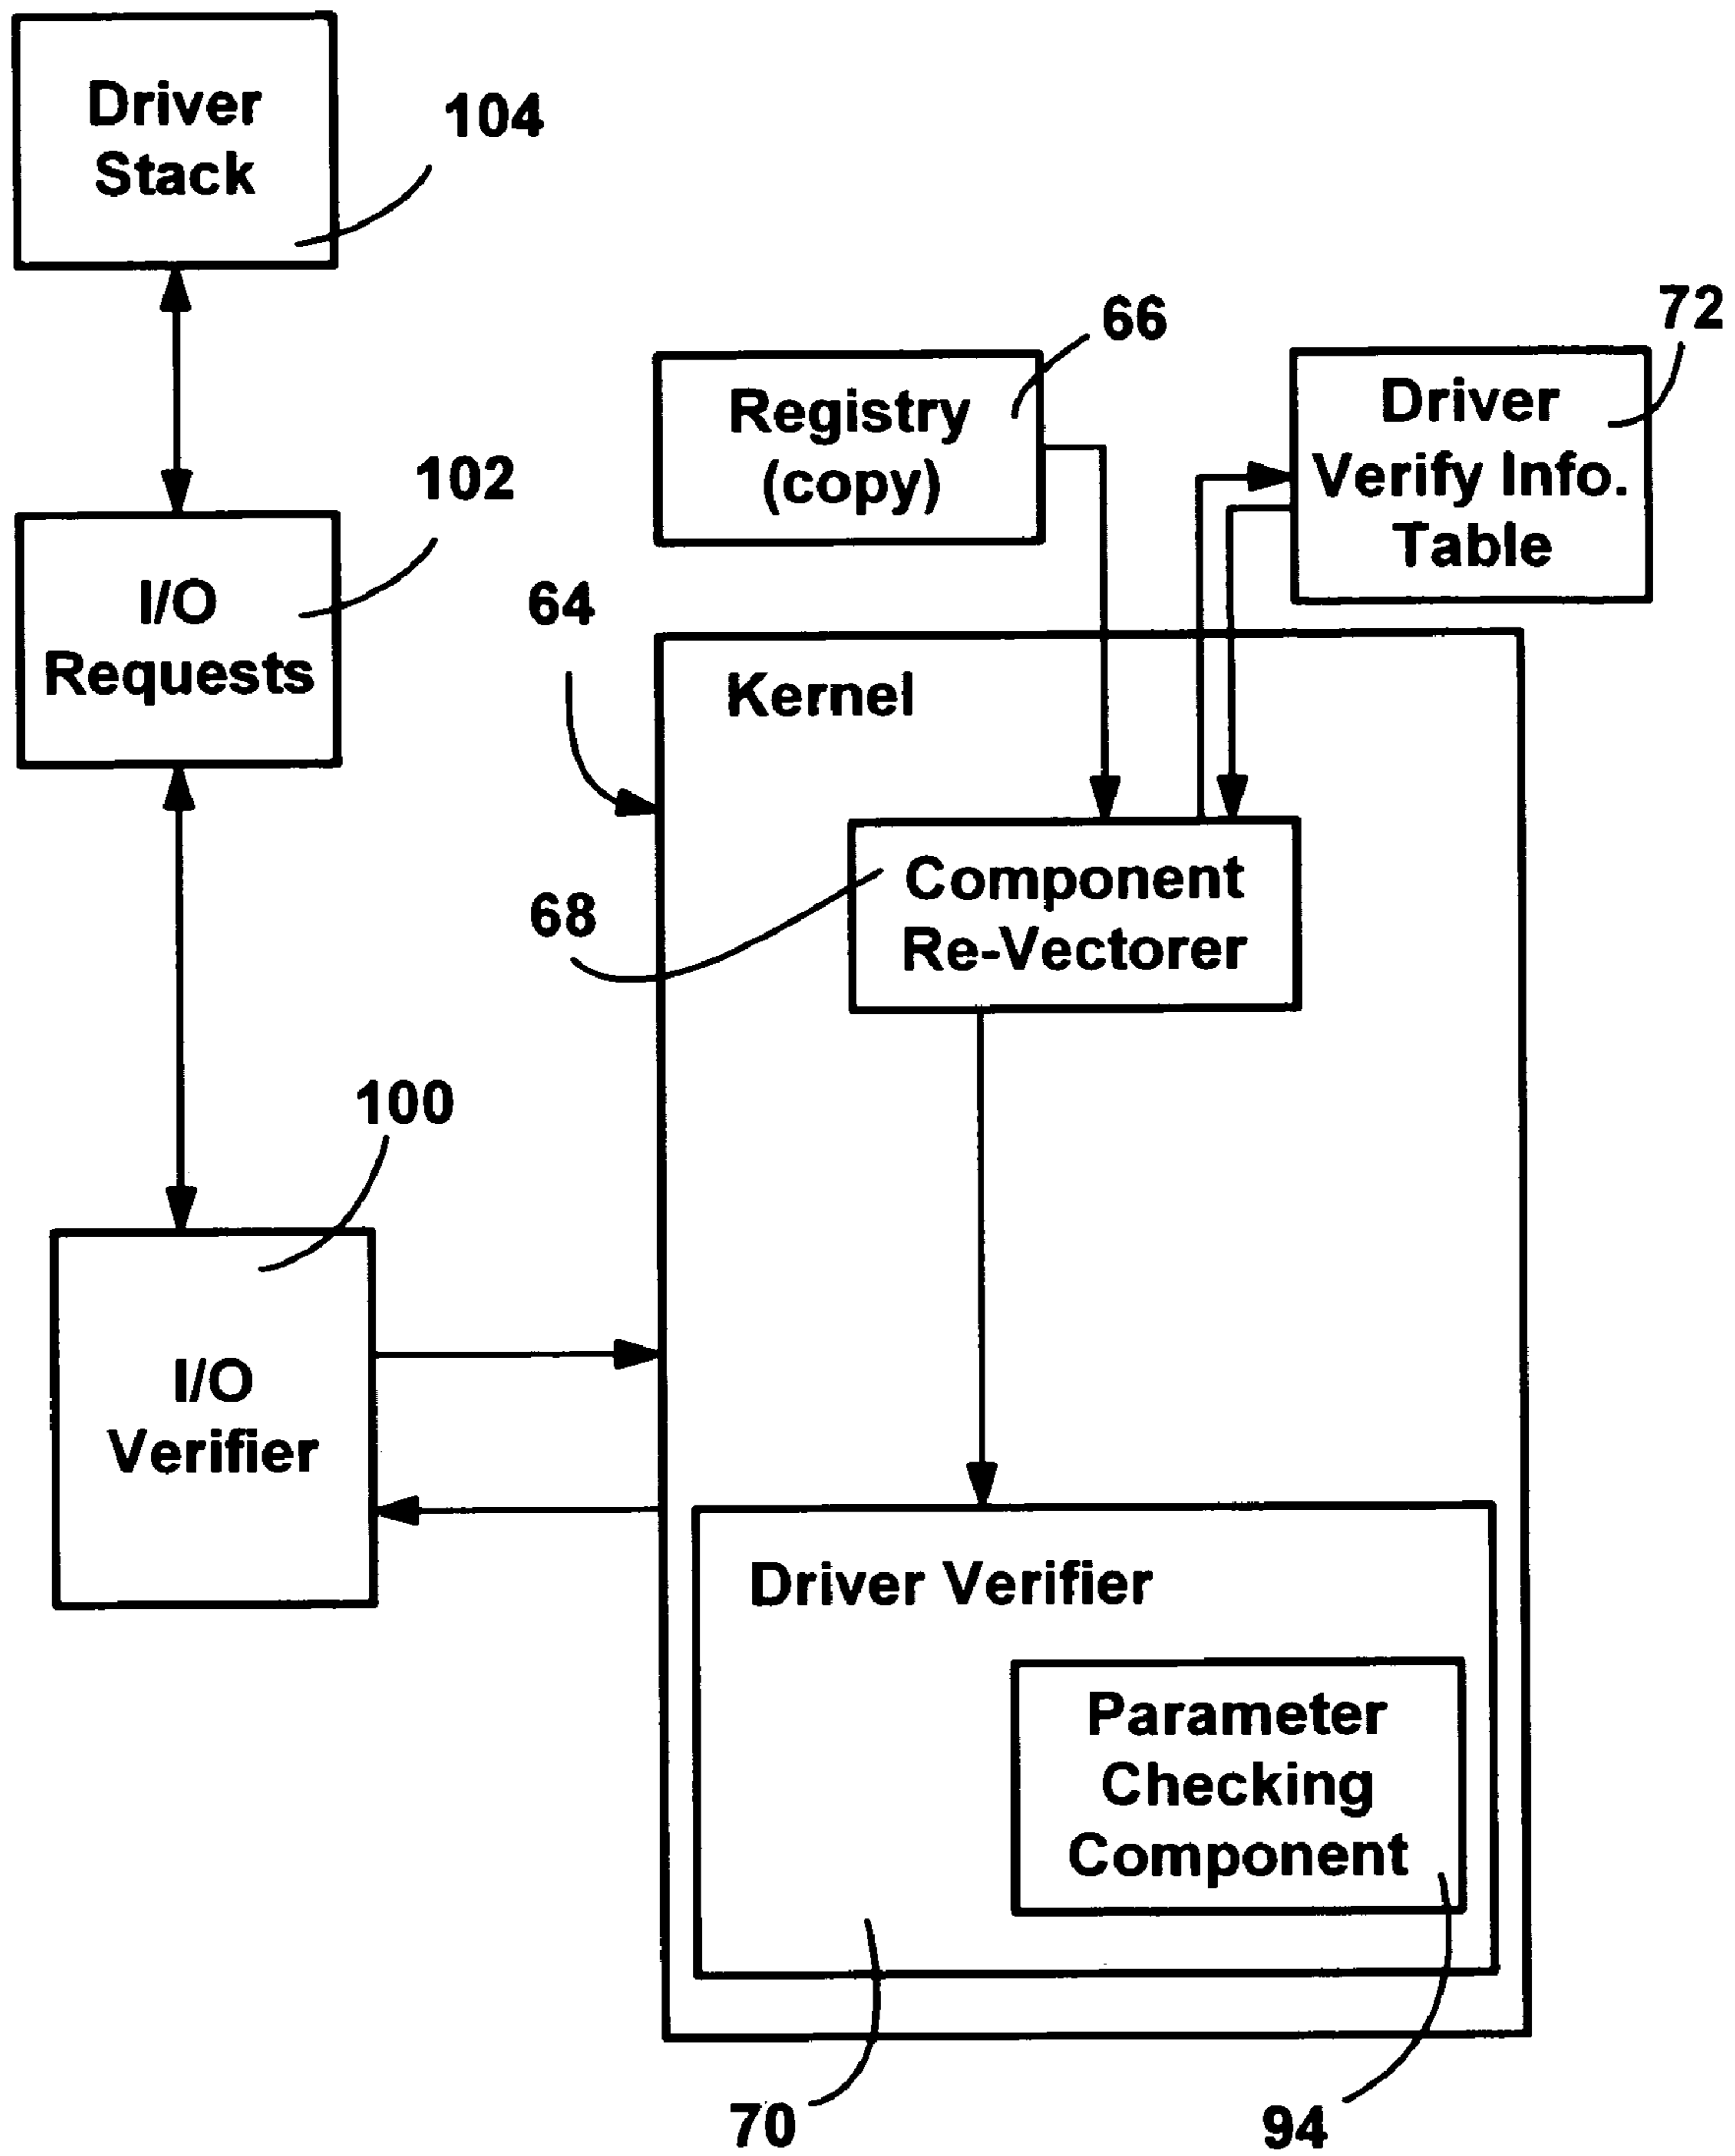 Driver
Stack
104
66
72
Registry
(copy)
Driver
Verify Info.
Table
102
I/O
Requests
64
Kernel
Component
Re-Vectorer
68
100
I/O
Verifier
Driver Verifier
Parameter
Checking
Component
70
94